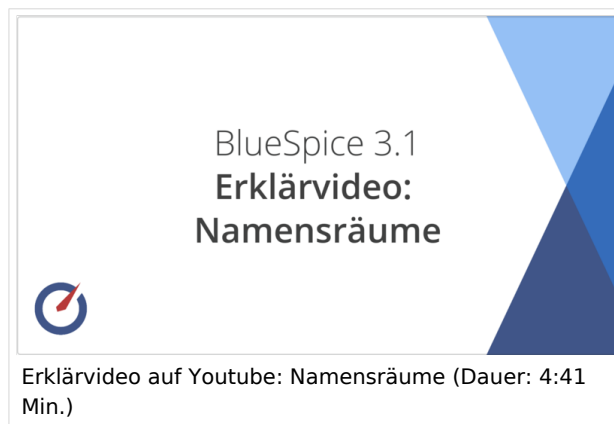 BlueSpice 3.1
Erklärvideo:
Namensräume
Erklärvideo auf Youtube: Namensräume (Dauer: 4:41
Min.)